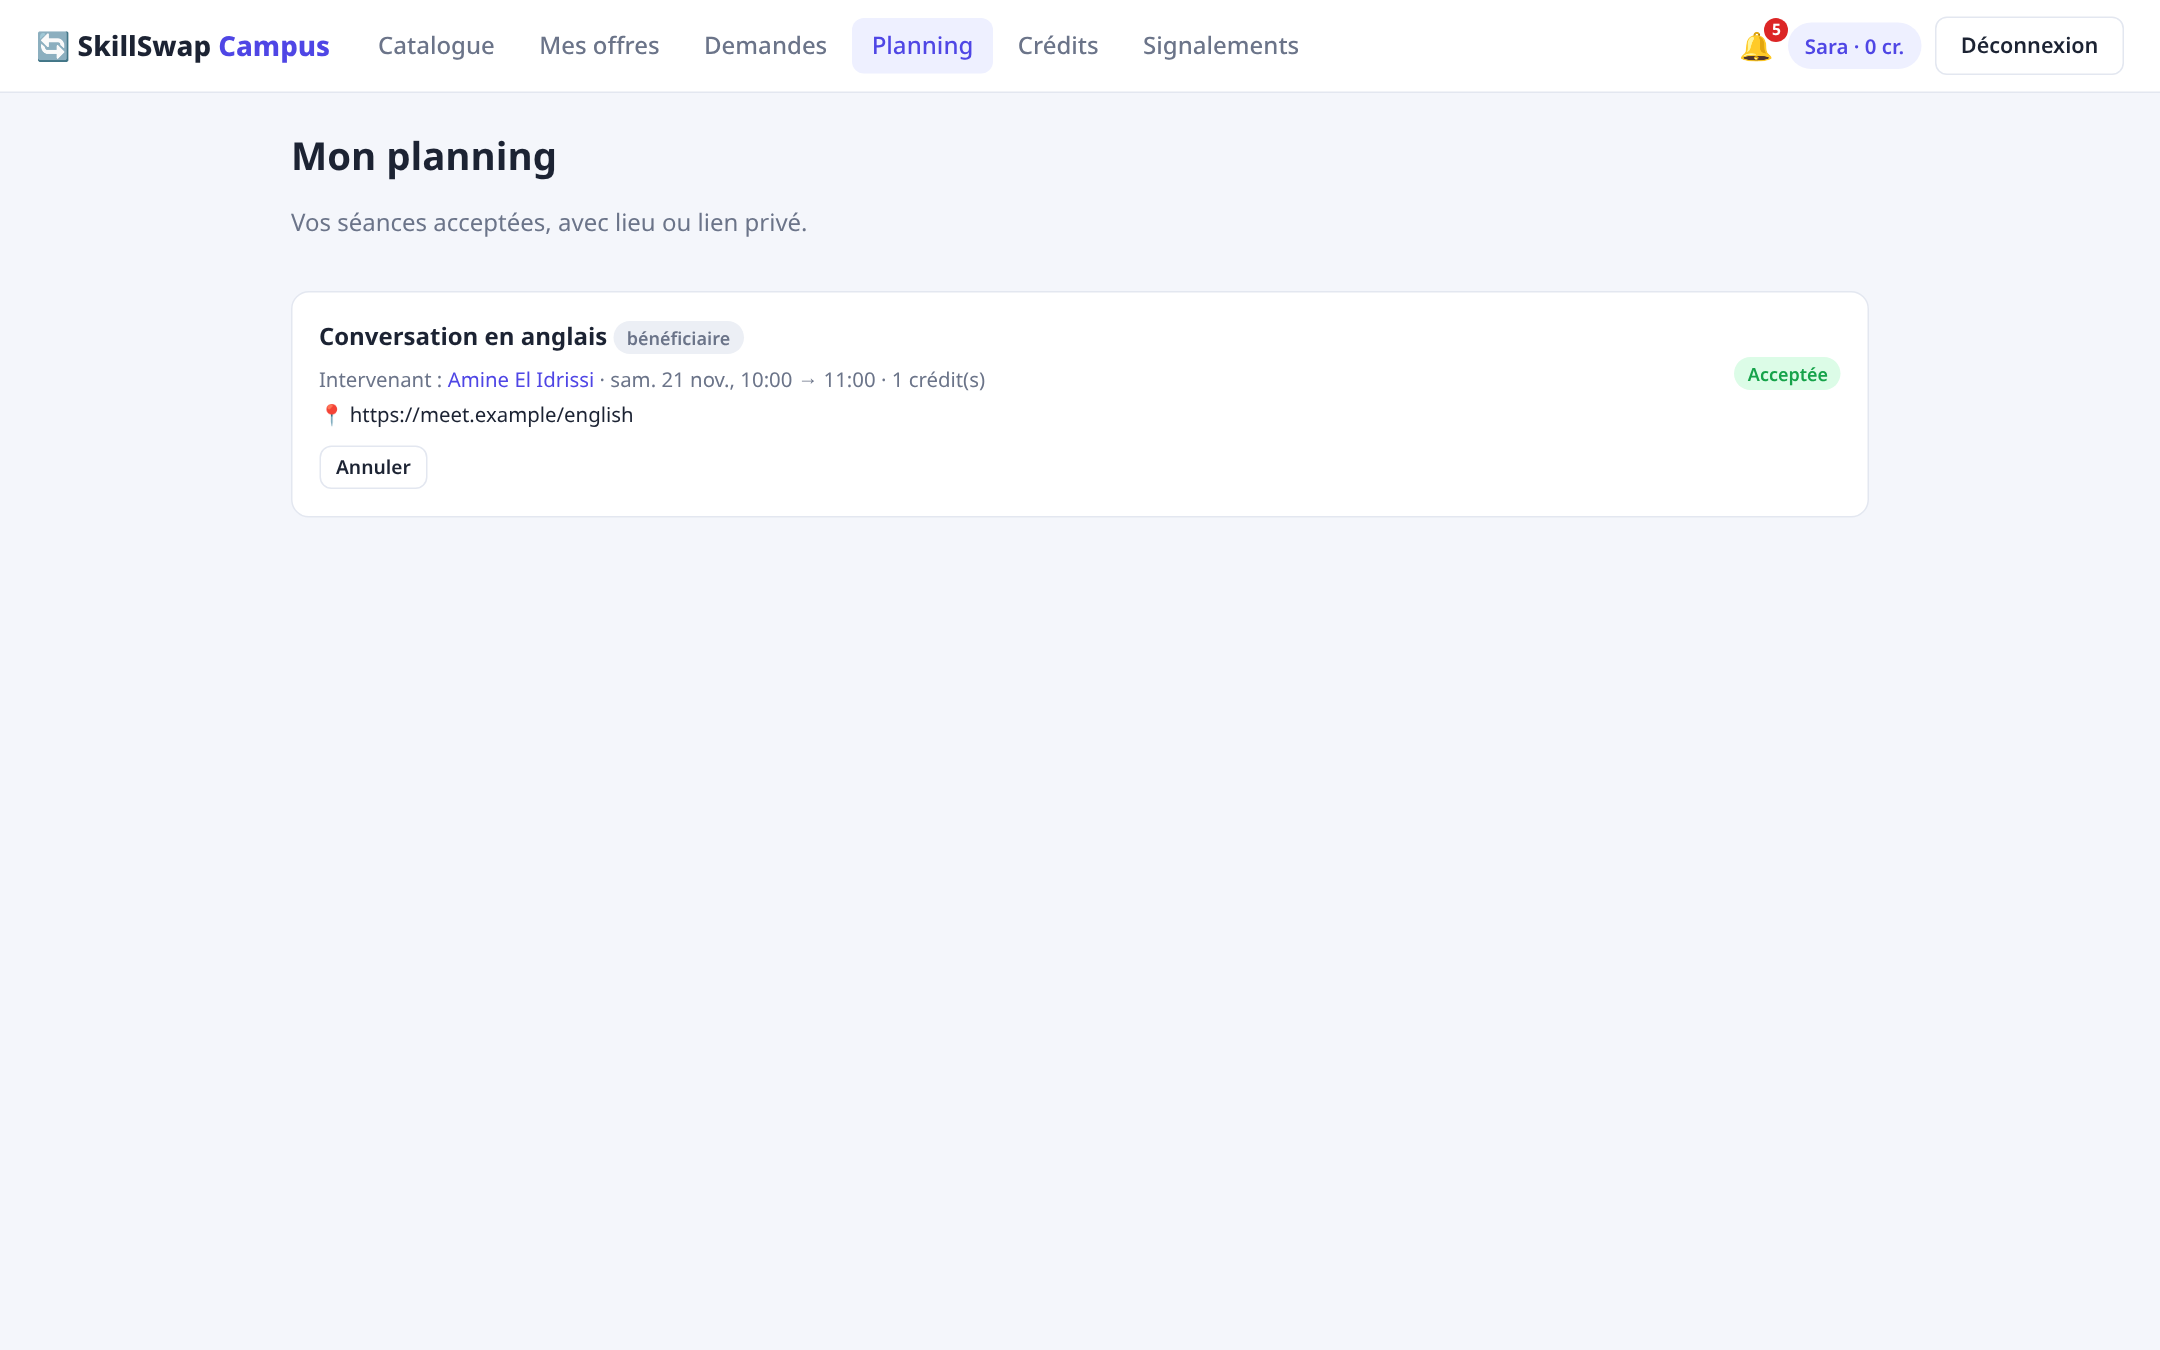 SkillSwap Campus Catalogue Mes offres Demandes Planning Crédits Signalements 5 Sara · 0 cr. Déconnexion
Mon planning
Vos séances acceptées, avec lieu ou lien privé.
Conversation en anglais bénéficiaire
Intervenant : Amine El Idrissi · sam. 21 nov., 10:00 → 11:00 · 1 crédit(s)
Acceptée
📍 https://meet.example/english
Annuler